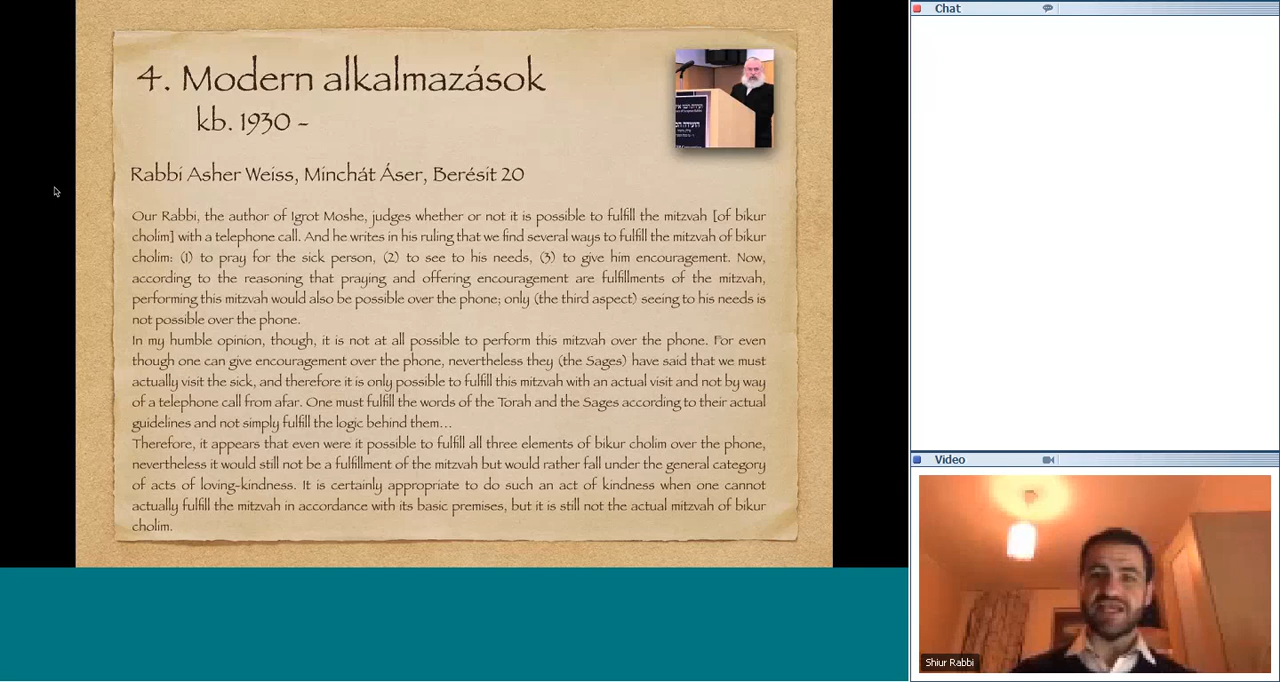 4. Modern alkalmazások
kb. 1930 -
Rabbi Asher Weiss, Minchát Áser, Berésit 20
Our Rabbi, the author of Igrot Moshe, judges whether or not it is possible to fulfill the mitzvah [of bikur
cholim] with a telephone call. And he writes in his ruling that we find several ways to fulfill the mitzvah of bikur
cholim: (1) to pray for the sick person, (2) to see to his needs, (3) to give him encouragement. Now,
according to the reasoning that praying and offering encouragement are fulfillments of the mitzvah,
performing this mitzvah would also be possible over the phone; only (the third aspect) seeing to his needs is
not possible over the phone.
In my humble opinion, though, it is not at all possible to perform this mitzvah over the phone. For even
though one can give encouragement over the phone, nevertheless they (the Sages) have said that we must
actually visit the sick, and therefore it is only possible to fulfill this mitzvah with an actual visit and not by way
of a telephone call from afar. One must fulfill the words of the Torah and the Sages according to their actual
guidelines and not simply fulfill the logic behind them...
Therefore, it appears that even were it possible to fulfill all three elements of bikur cholim over the phone,
nevertheless it would still not be a fulfillment of the mitzvah but would rather fall under the general category
of acts of loving-kindness. It is certainly appropriate to do such an act of kindness when one cannot
actually fulfill the mitzvah in accordance with its basic premises, but it is still not the actual mitzvah of bikur
cholim.
Chat
Video
Shiur Rabbi